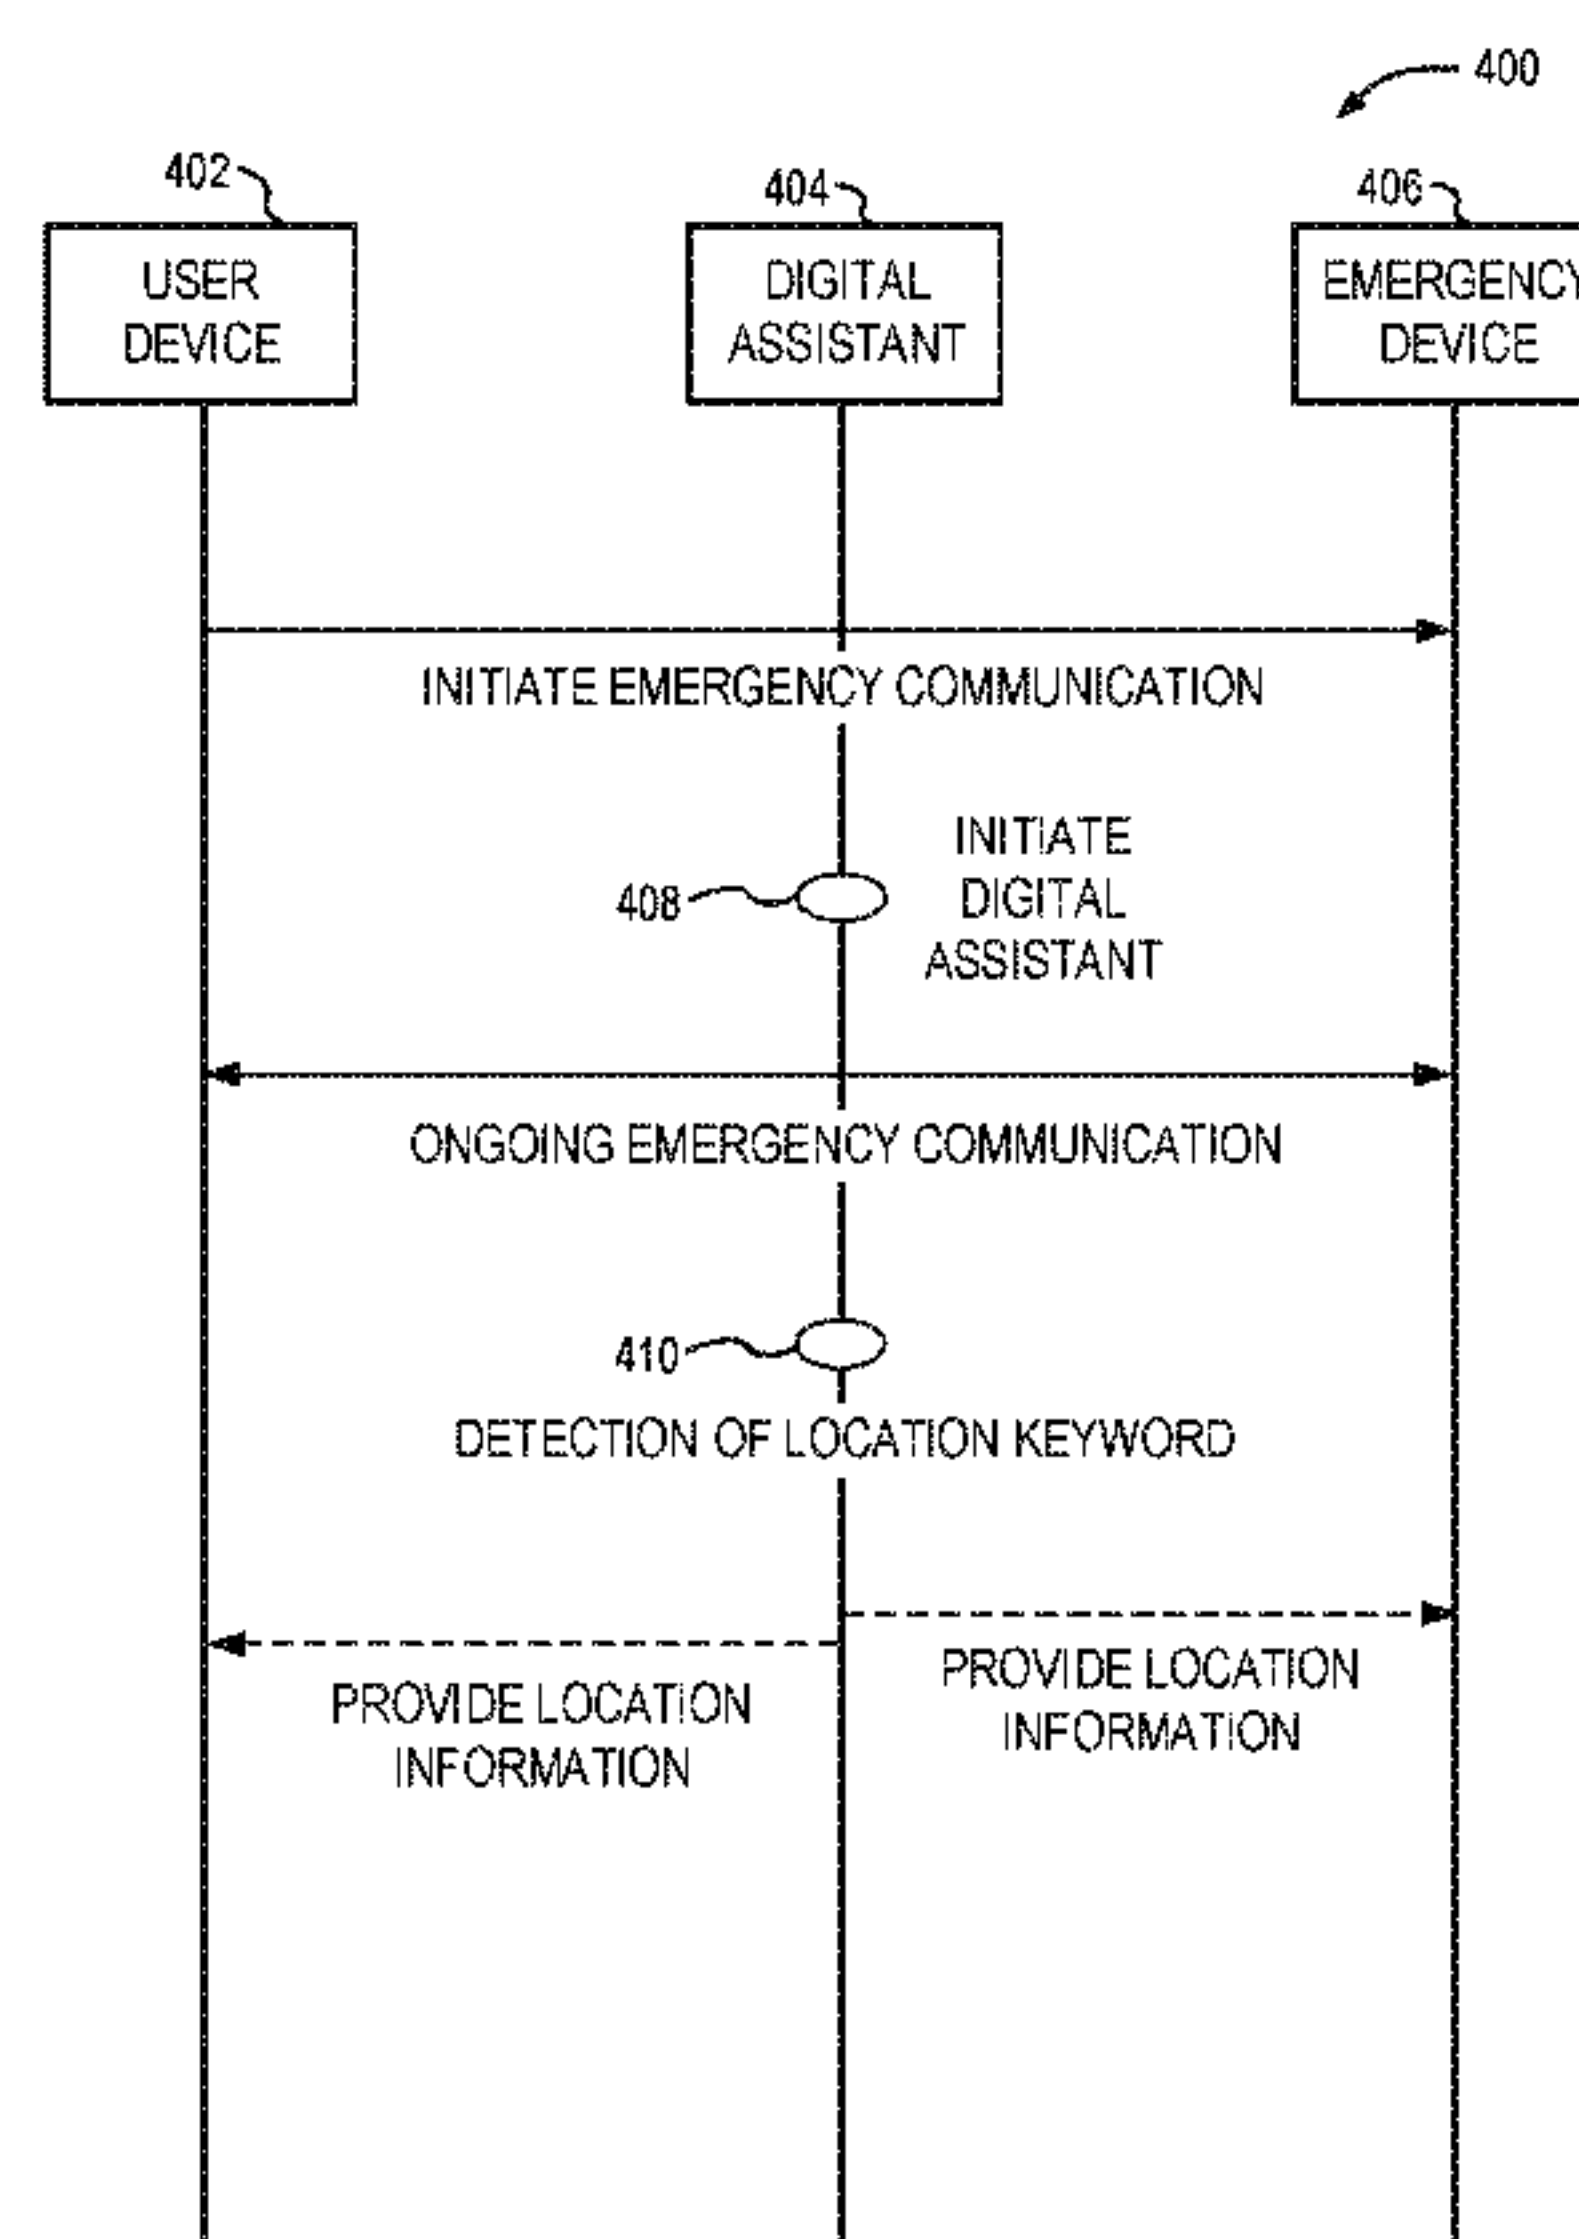 400
402
404
406
USER
DEVICE
DIGITAL
ASSISTANT
EMERGENCY
DEVICE
INITIATE EMERGENCY COMMUNICATION
INITIATE
DIGITAL
ASSISTANT
408
ONGOING EMERGENCY COMMUNICATION
410
DETECTION OF LOCATION KEYWORD
PROVIDE LOCATION
INFORMATION
PROVIDE LOCATION
INFORMATION